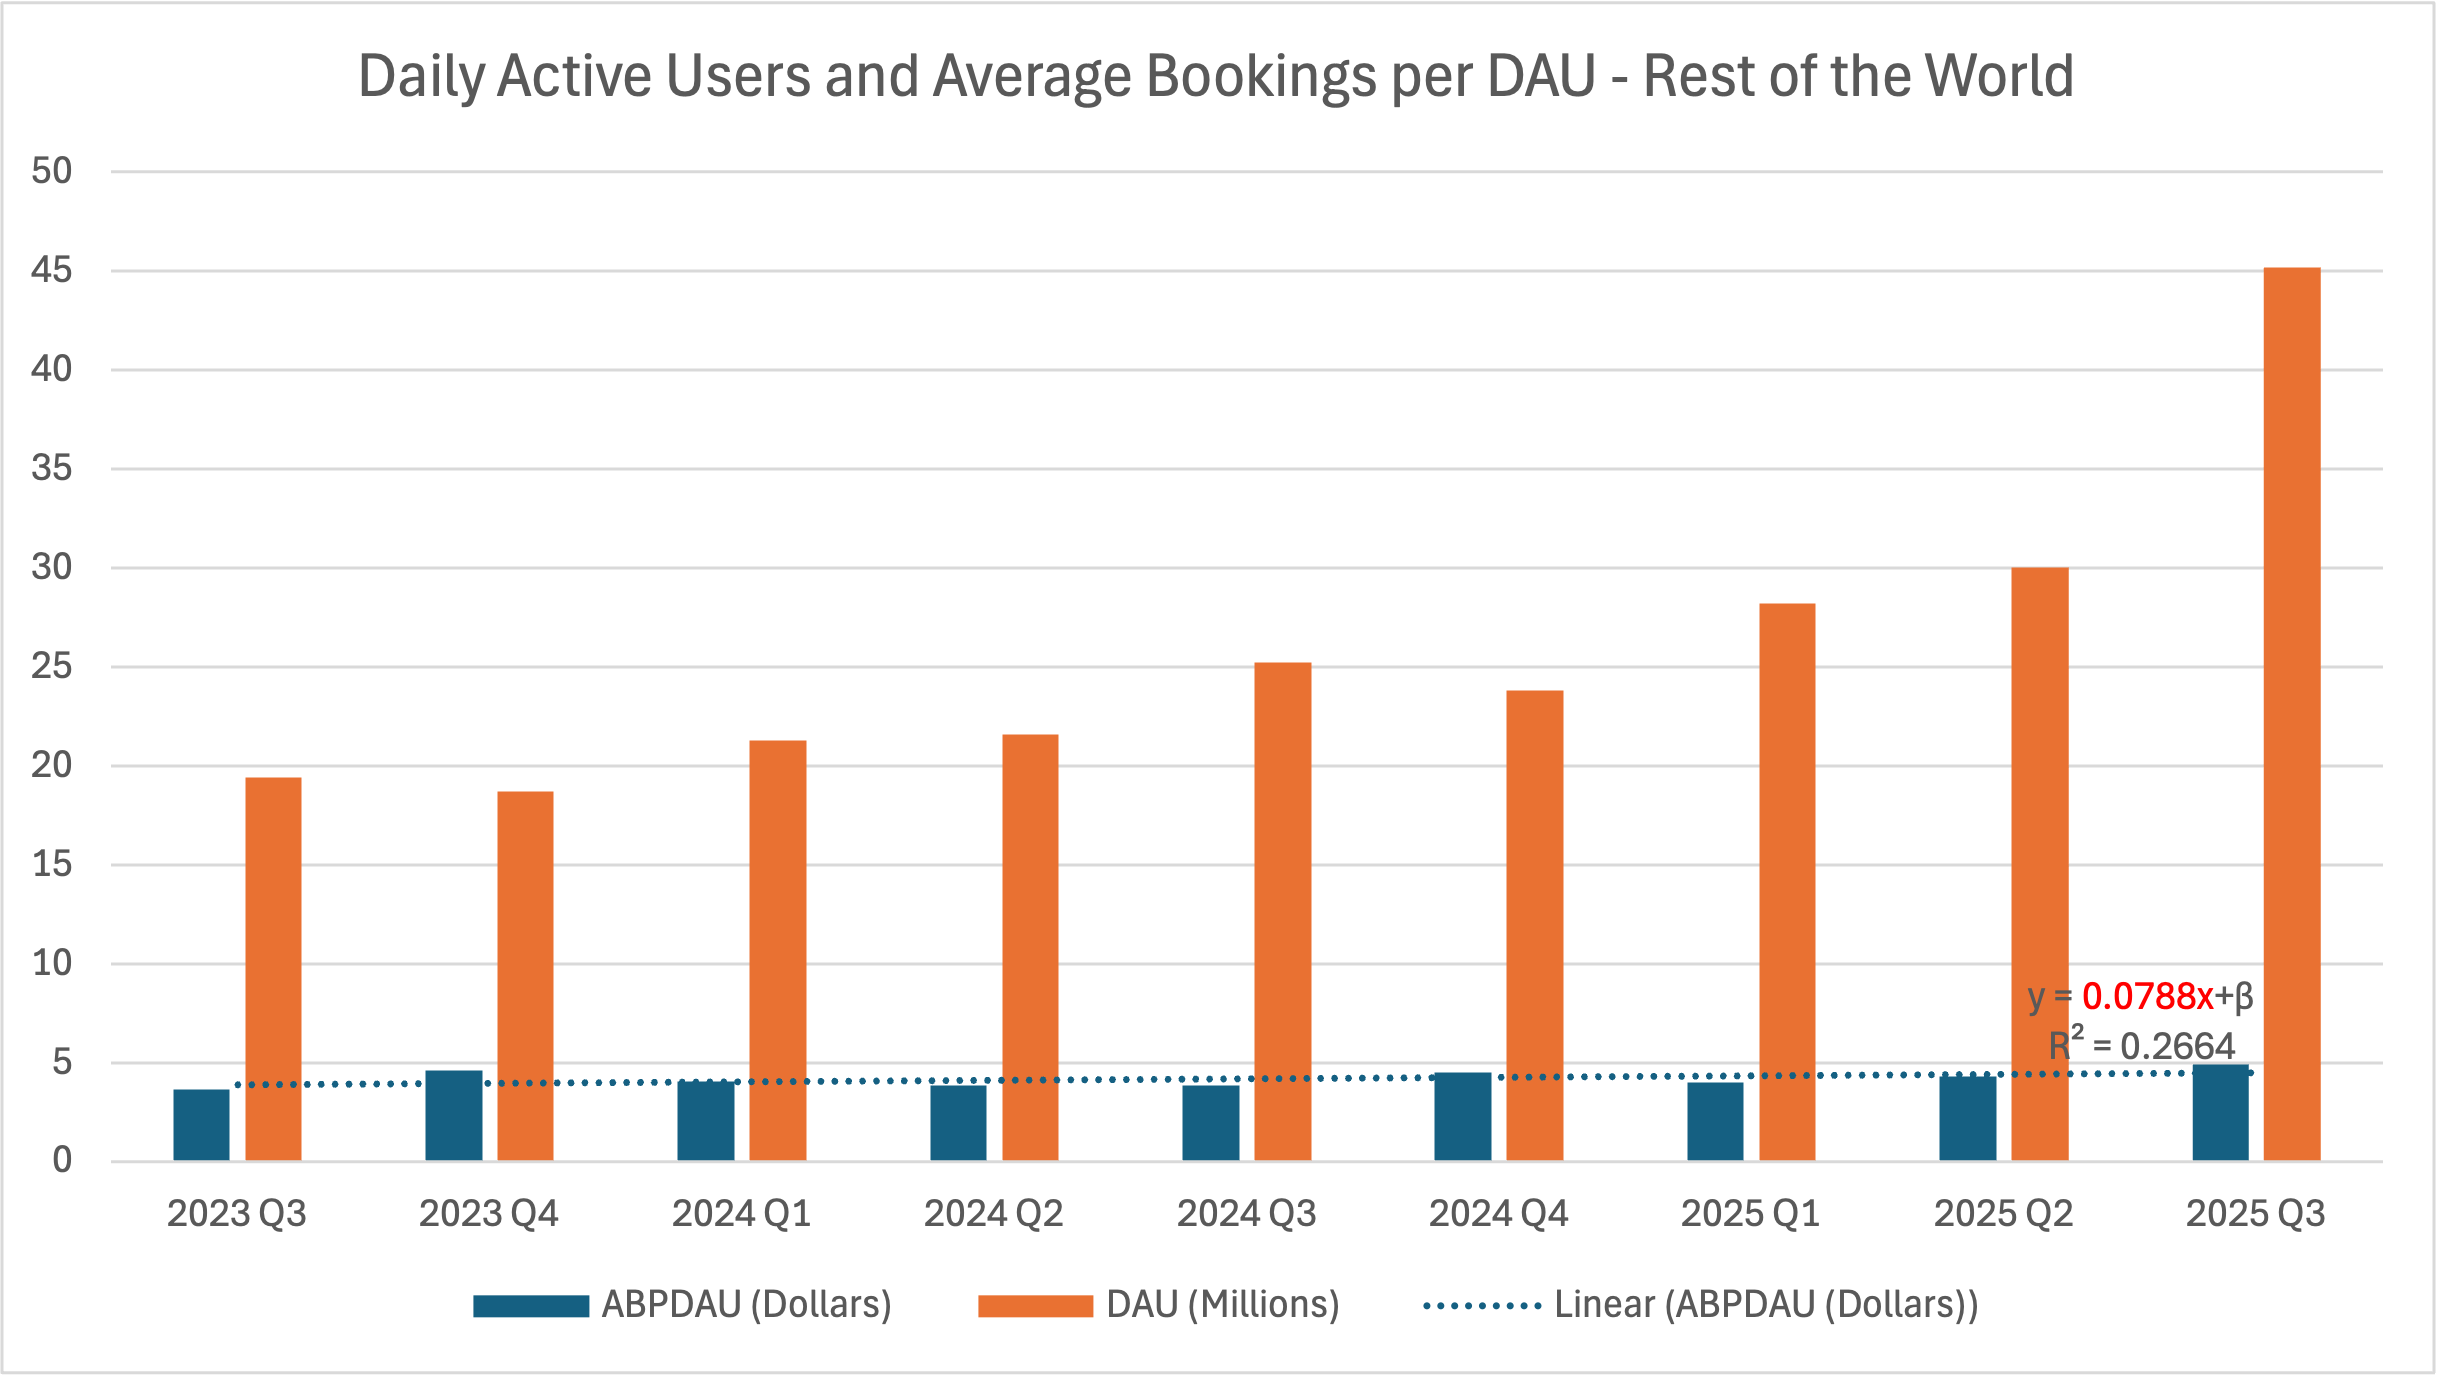 Daily Active Users and Average Bookings per DAU - Rest of the World
50
45
40
35
30
25
20
15
10
5
0
y = 0.0788x+β
R² = 0.2664
2023 Q3 2023 Q4 2024 Q1 2024 Q2 2024 Q3 2024 Q4 2025 Q1 2025 Q2 2025 Q3
ABPDAU (Dollars) DAU (Millions) Linear (ABPDAU (Dollars))